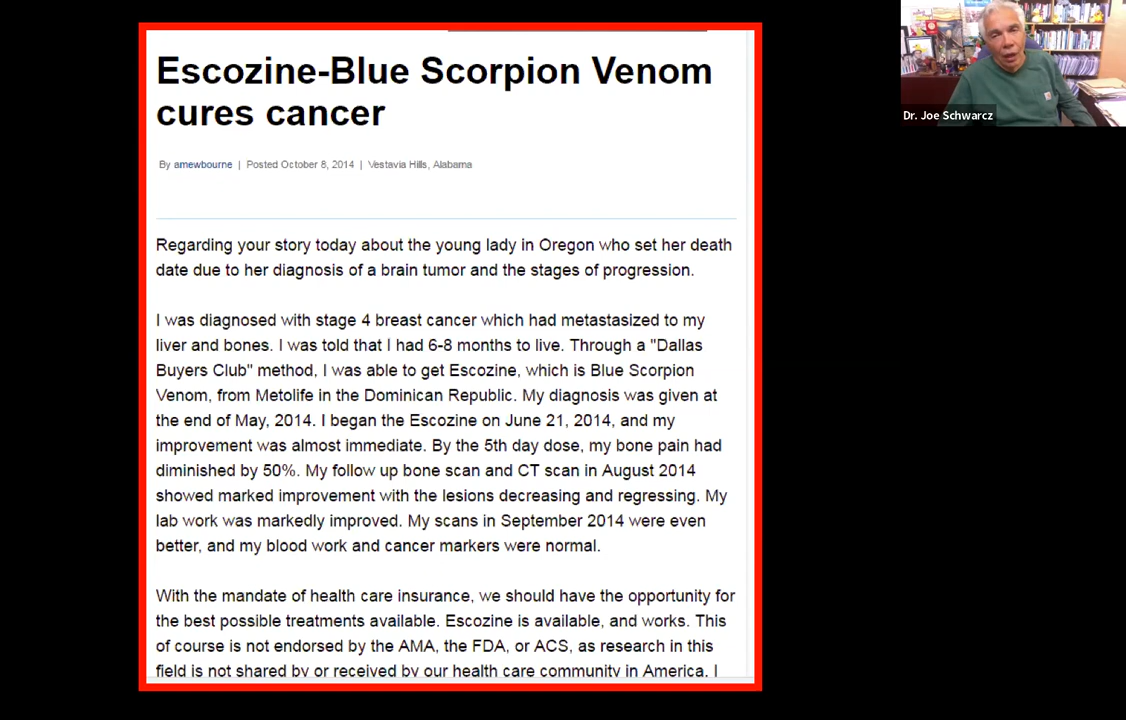 Escozine-Blue Scorpion Venom
cures cancer
By amewbourne | Posted October 8, 2014 | Vestavia Hills, Alabama
Regarding your story today about the young lady in Oregon who set her death
date due to her diagnosis of a brain tumor and the stages of progression.
I was diagnosed with stage 4 breast cancer which had metastasized to my
liver and bones. I was told that I had 6-8 months to live. Through a "Dallas
Buyers Club" method, I was able to get Escozine, which is Blue Scorpion
Venom, from Metolife in the Dominican Republic. My diagnosis was given at
the end of May, 2014. I began the Escozine on June 21, 2014, and my
improvement was almost immediate. By the 5th day dose, my bone pain had
diminished by 50%. My follow up bone scan and CT scan in August 2014
showed marked improvement with the lesions decreasing and regressing. My
lab work was markedly improved. My scans in September 2014 were even
better, and my blood work and cancer markers were normal.
With the mandate of health care insurance, we should have the opportunity for
the best possible treatments available. Escozine is available, and works. This
of course is not endorsed by the AMA, the FDA, or ACS, as research in this
field is not shared by or received by our health care community in America. I
Dr. Joe Schwarcz